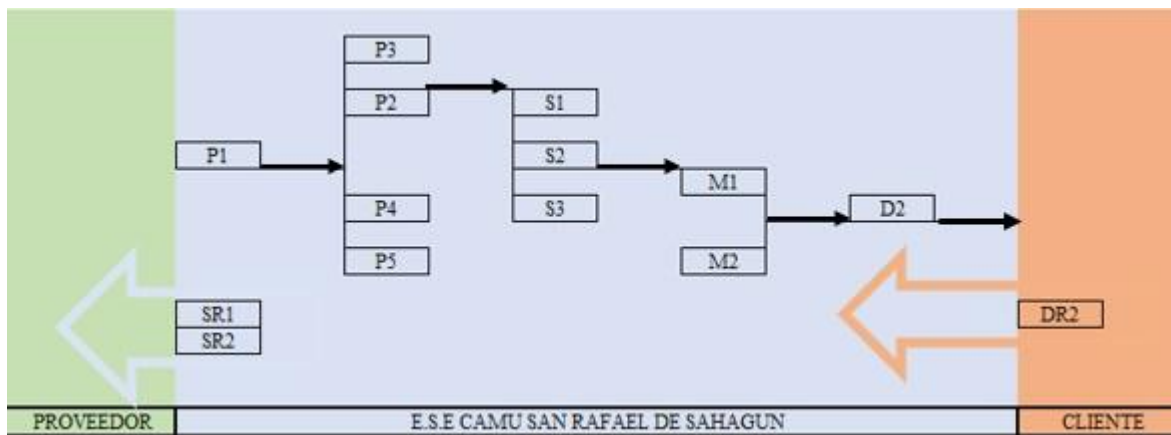 P3
P2
S1
P1
S2
M1
P4
S3
D2
P5
M2
SR1
DR2
SR2
PROVEEDOR
E.S.E CAMU SAN RAFAEL DE SAHAGUN
CLIENTE